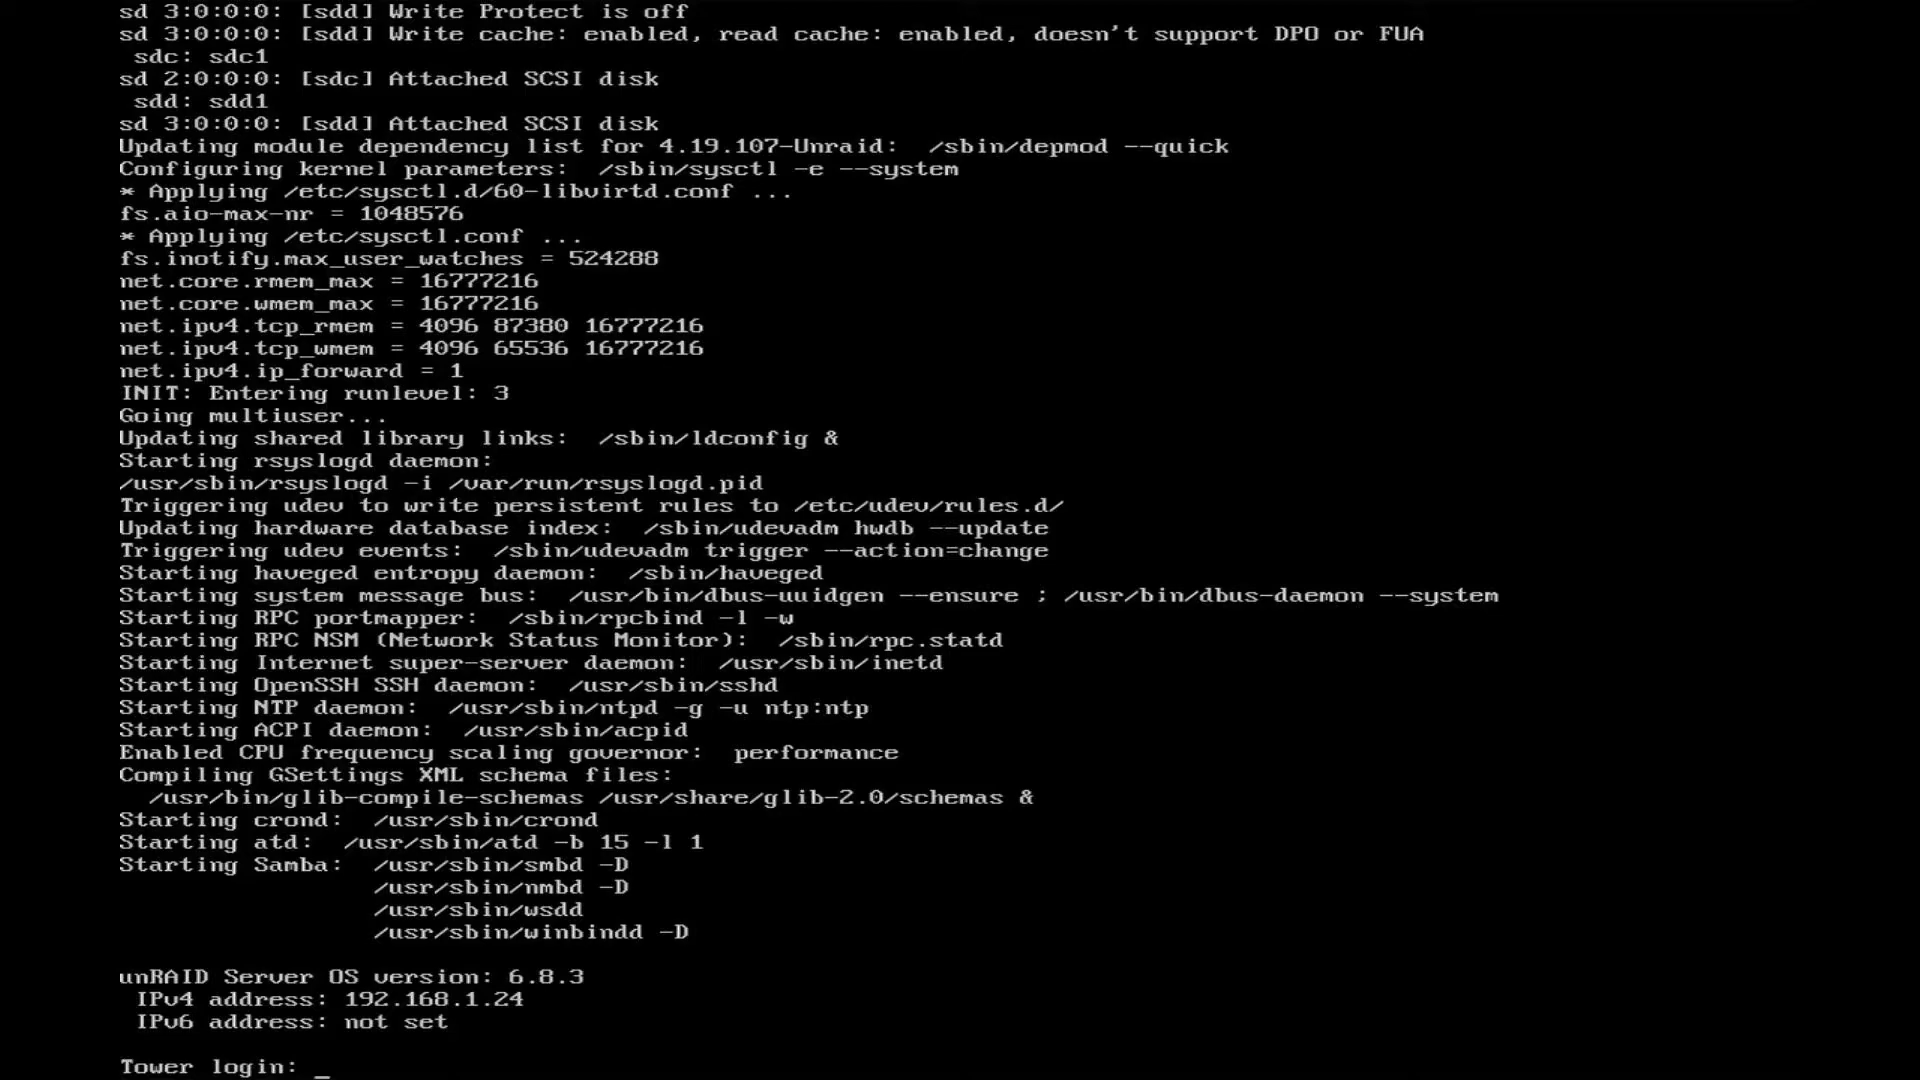 sd 3:0:0:0: [sdd] Write Protect is off
sd 3:0:0:0: [sdd] Write cache: enabled, read cache: enabled, doesn't support DPO or FUA
 sdc: sdc1
sd 2:0:0:0: [sdc] Attached SCSI disk
 sdd: sdd1
sd 3:0:0:0: [sdd] Attached SCSI disk
Updating module dependency list for 4.19.107-Unraid:  /sbin/depmod --quick
Configuring kernel parameters:  /sbin/sysctl -e --system
* Applying /etc/sysctl.d/60-libvirtd.conf ...
fs.aio-max-nr = 1048576
* Applying /etc/sysctl.conf ...
fs.inotify.max_user_watches = 524288
net.core.rmem_max = 16777216
net.core.wmem_max = 16777216
net.ipv4.tcp_rmem = 4096 87380 16777216
net.ipv4.tcp_wmem = 4096 65536 16777216
net.ipv4.ip_forward = 1
INIT: Entering runlevel: 3
Going multiuser...
Updating shared library links:  /sbin/ldconfig &
Starting rsyslogd daemon:
/usr/sbin/rsyslogd -i /var/run/rsyslogd.pid
Triggering udev to write persistent rules to /etc/udev/rules.d/
Updating hardware database index:  /sbin/udevadm hwdb --update
Triggering udev events:  /sbin/udevadm trigger --action=change
Starting haveged entropy daemon:  /sbin/haveged
Starting system message bus:  /usr/bin/dbus-uuidgen --ensure ; /usr/bin/dbus-daemon --system
Starting RPC portmapper:  /sbin/rpcbind -l -w
Starting RPC NSM (Network Status Monitor):  /sbin/rpc.statd
Starting Internet super-server daemon:  /usr/sbin/inetd
Starting OpenSSH SSH daemon:  /usr/sbin/sshd
Starting NTP daemon:  /usr/sbin/ntpd -g -u ntp:ntp
Starting ACPI daemon:  /usr/sbin/acpid
Enabled CPU frequency scaling governor:  performance
Compiling GSettings XML schema files:
  /usr/bin/glib-compile-schemas /usr/share/glib-2.0/schemas &
Starting crond:  /usr/sbin/crond
Starting atd:  /usr/sbin/atd -b 15 -l 1
Starting Samba:  /usr/sbin/smbd -D
                 /usr/sbin/nmbd -D
                 /usr/sbin/wsdd
                 /usr/sbin/winbindd -D
unRAID Server OS version: 6.8.3
 IPv4 address: 192.168.1.24
 IPv6 address: not set
Tower login: _